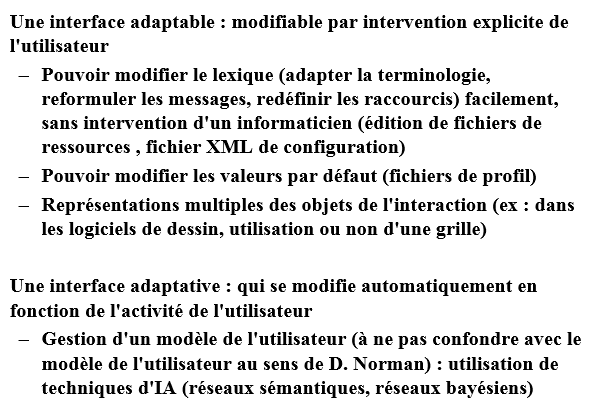 Une interface adaptable : modifiable par intervention explicite de
l'utilisateur
– Pouvoir modifier le lexique (adapter la terminologie,
reformuler les messages, redéfinir les raccourcis) facilement,
sans intervention d'un informaticien (édition de fichiers de
ressources , fichier XML de configuration)
– Pouvoir modifier les valeurs par défaut (fichiers de profil)
– Représentations multiples des objets de l'interaction (ex : dans
les logiciels de dessin, utilisation ou non d'une grille)
Une interface adaptative : qui se modifie automatiquement en
fonction de l'activité de l'utilisateur
– Gestion d'un modèle de l'utilisateur (à ne pas confondre avec le
modèle de l'utilisateur au sens de D. Norman) : utilisation de
techniques d'IA (réseaux sémantiques, réseaux bayésiens)